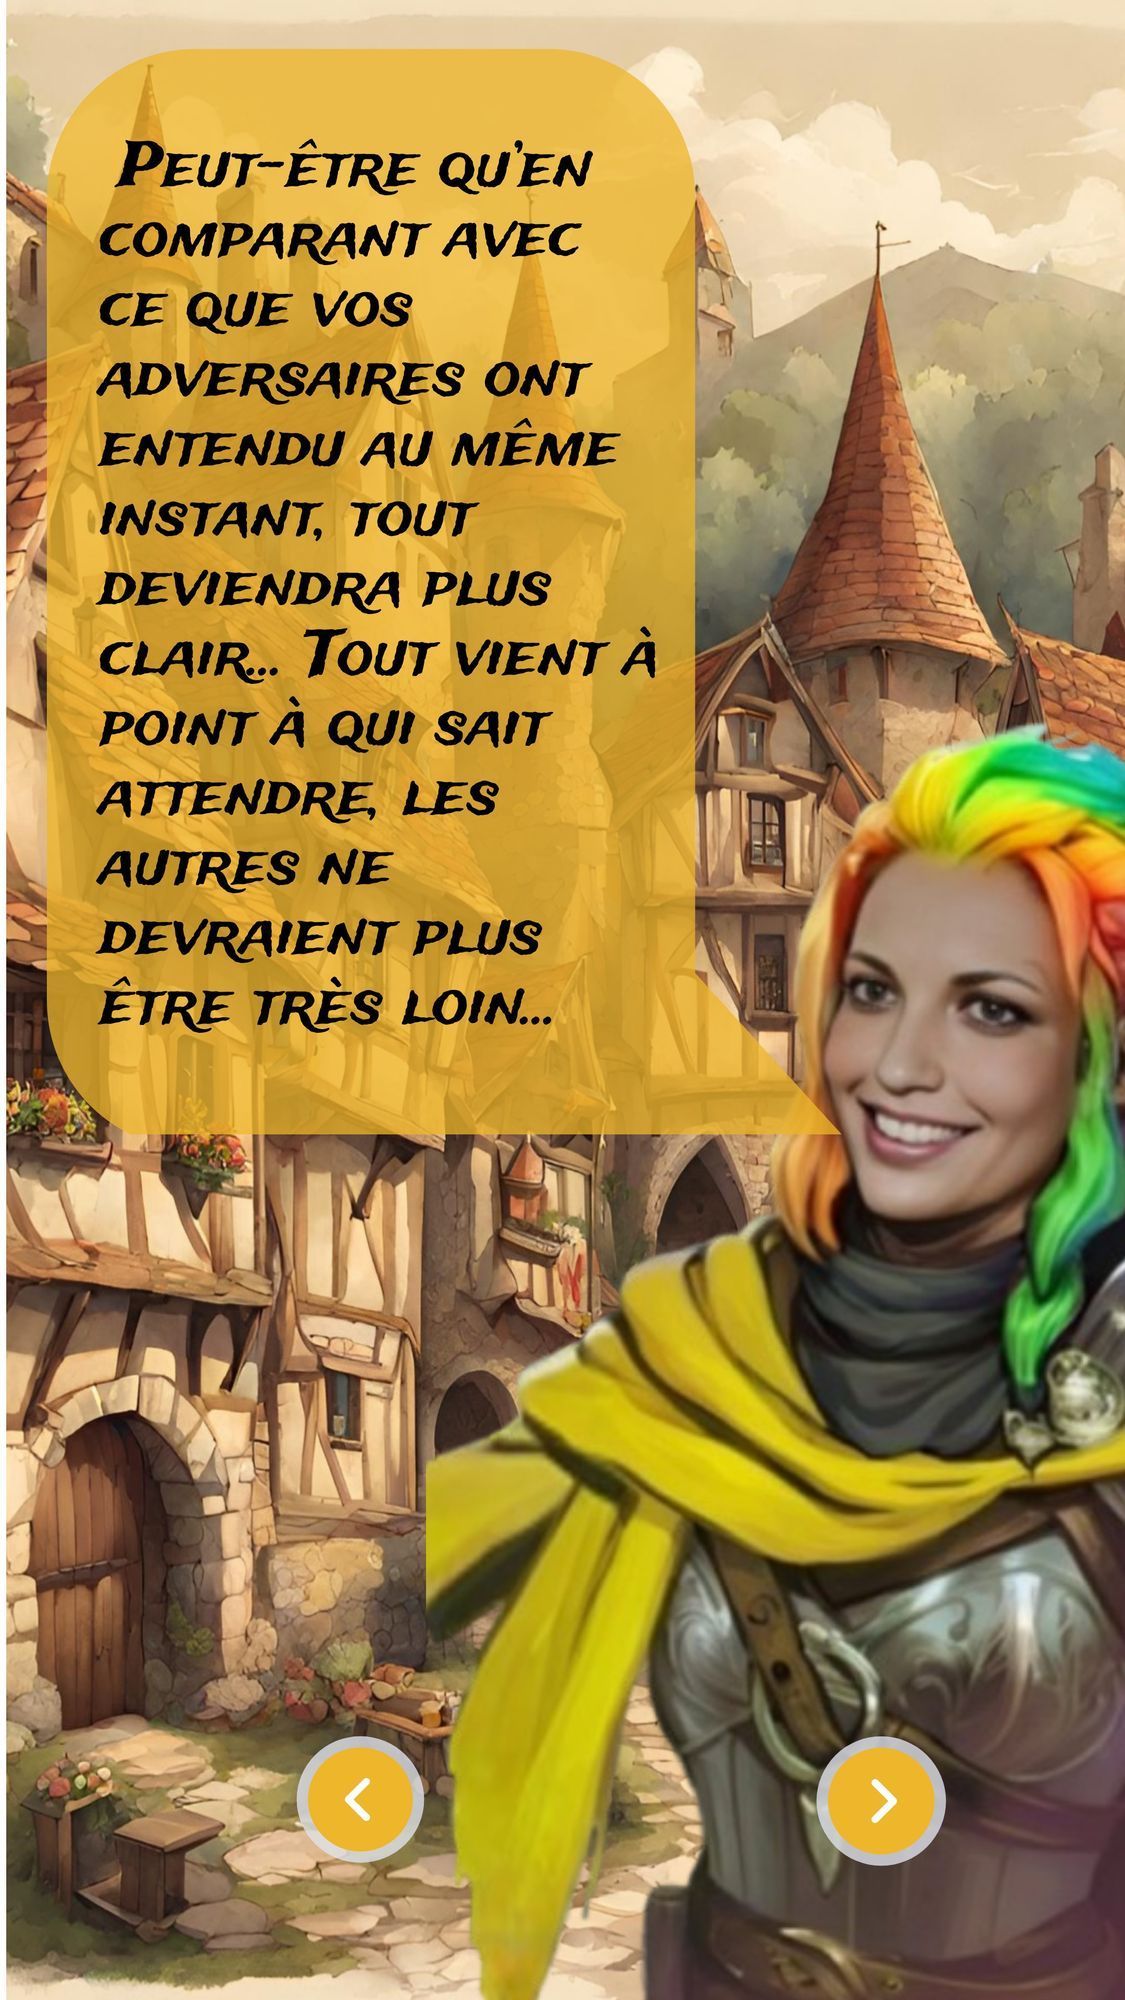 Peut-être qu'en
comparant avec
ce que vos
adversaires ont
entendu au même
instant, tout
deviendra plus
clair... Tout vient à
point à qui sait
attendre, les
autres ne
devraient plus
être très loin...